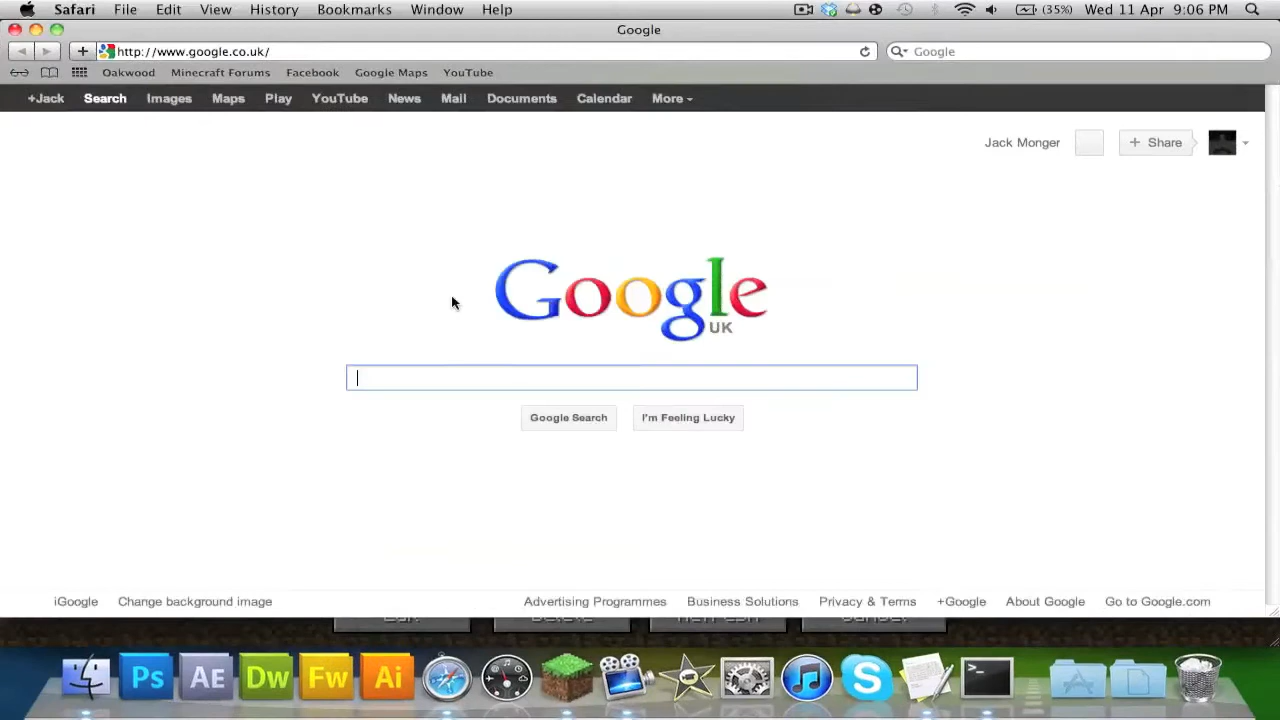 Safari File Edit View History Bookmarks Window Help (35%) Wed 11 Apr 9:06 PM
Google
http://www.google.co.uk/ Google
Oakwood Minecraft Forums Facebook Google Maps YouTube
+Jack Search Images Maps Play YouTube News Mail Documents Calendar More
Jack Monger + Share
Google
UK
Google Search I'm Feeling Lucky
iGoogle Change background image Advertising Programmes Business Solutions Privacy & Terms +Google About Google Go to Google.com
Ps AE Dw Fw Ai